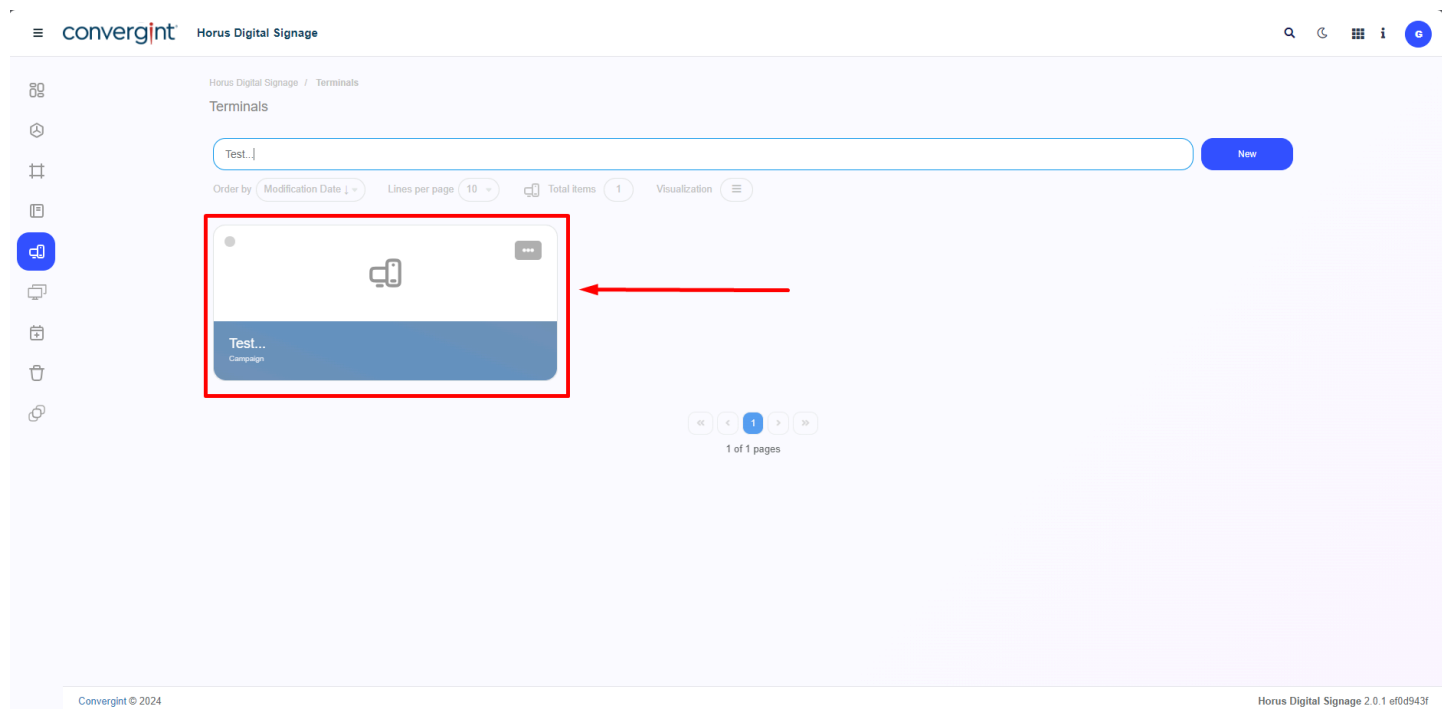 convergint Horus Digital Signage
G
Horus Digital Signage / Terminals
Terminals
Test...
New
Order by Modification Date ↓ Lines per page 10 Total items 1 Visualization
Test...
Campaign
« ‹ 1 › »
1 of 1 pages
Convergint © 2024
Horus Digital Signage 2.0.1 ef0d943f